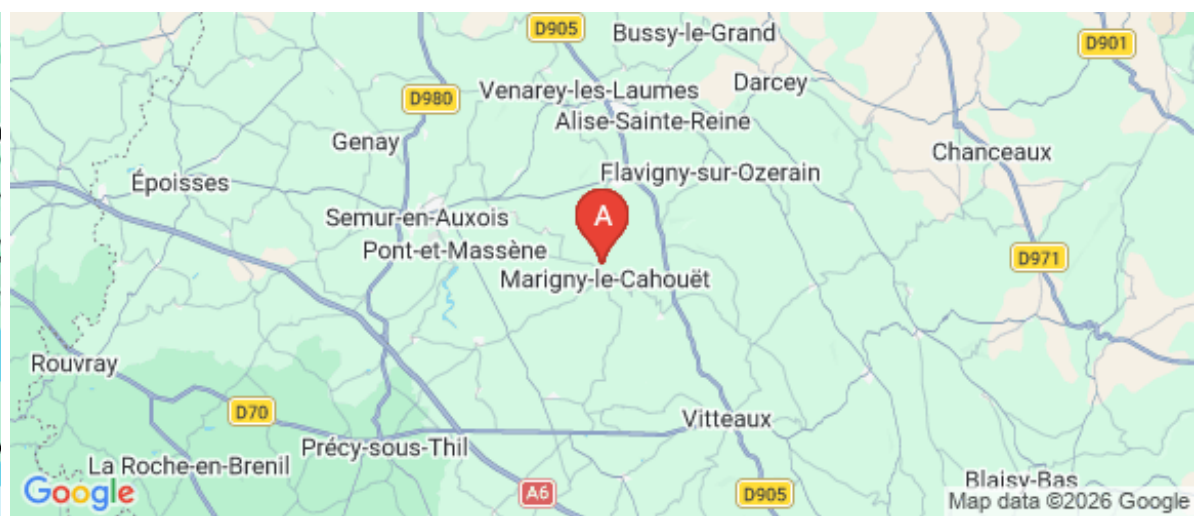 D905
Bussy-le-Grand
D901
Darcey
D980
Venarey-les-Laumes
Alise-Sainte-Reine
Genay
Chanceaux
Époisses
Flavigny-sur-Ozerain
Semur-en-Auxois
A
Pont-et-Massène
D971
Marigny-le-Cahouët
Rouvray
D70
Vitteaux
Précy-sous-Thil
La Roche-en-Brenil
Blaisy-Bas
Google
A6
D905
Map data ©2026 Google